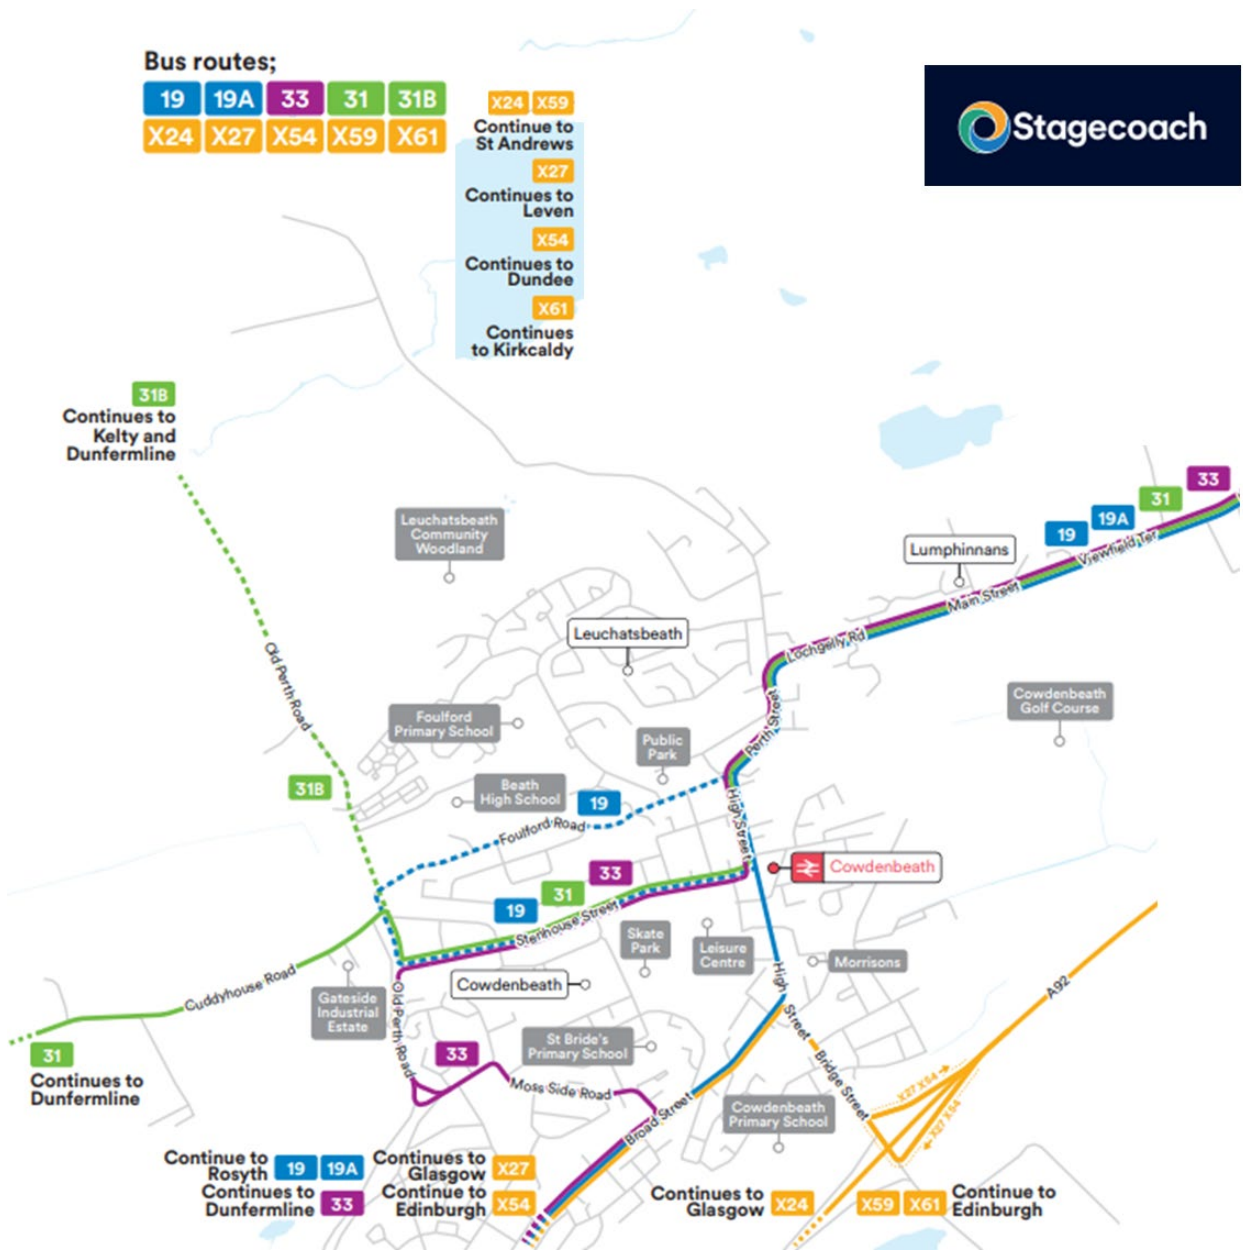 Bus routes;
19 19A 33 31 31B
X24 X27 X54 X59 X61
X24 X59
Continue to
St Andrews
X27
Continues to
Leven
X54
Continues to
Dundee
X61
Continues
to Kirkcaldy
Stagecoach
31B
Continues to
Kelty and
Dunfermline
33
31
19A
19
Viewfield Ter
Leuchatsbeath
Community
Woodland
Lumphinnans
Main Street
Leuchatsbeath
Lochgelly Rd
Old Perth Road
Cowdenbeath
Golf Course
Foulford
Primary School
Public
Park
Perth Street
31B
Beath
High School
19
Foulford Road
High Street
Cowdenbeath
33
31
19
Stenhouse Street
Skate
Park
Leisure
Centre
Morrisons
Cuddyhouse Road
Gateside
Industrial
Estate
Cowdenbeath
Old Perth Road
High Street
A92
St Bride's
Primary School
33
Moss Side Road
Bridge Street
X27 X54
X27 X54
31
Continues to
Dunfermline
Broad Street
Cowdenbeath
Primary School
Continue to
Rosyth 19 19A
Continues to
Dunfermline 33
Continues to
Glasgow X27
Continue to
Edinburgh X54
Continues to
Glasgow X24
X59 X61 Continue to
Edinburgh